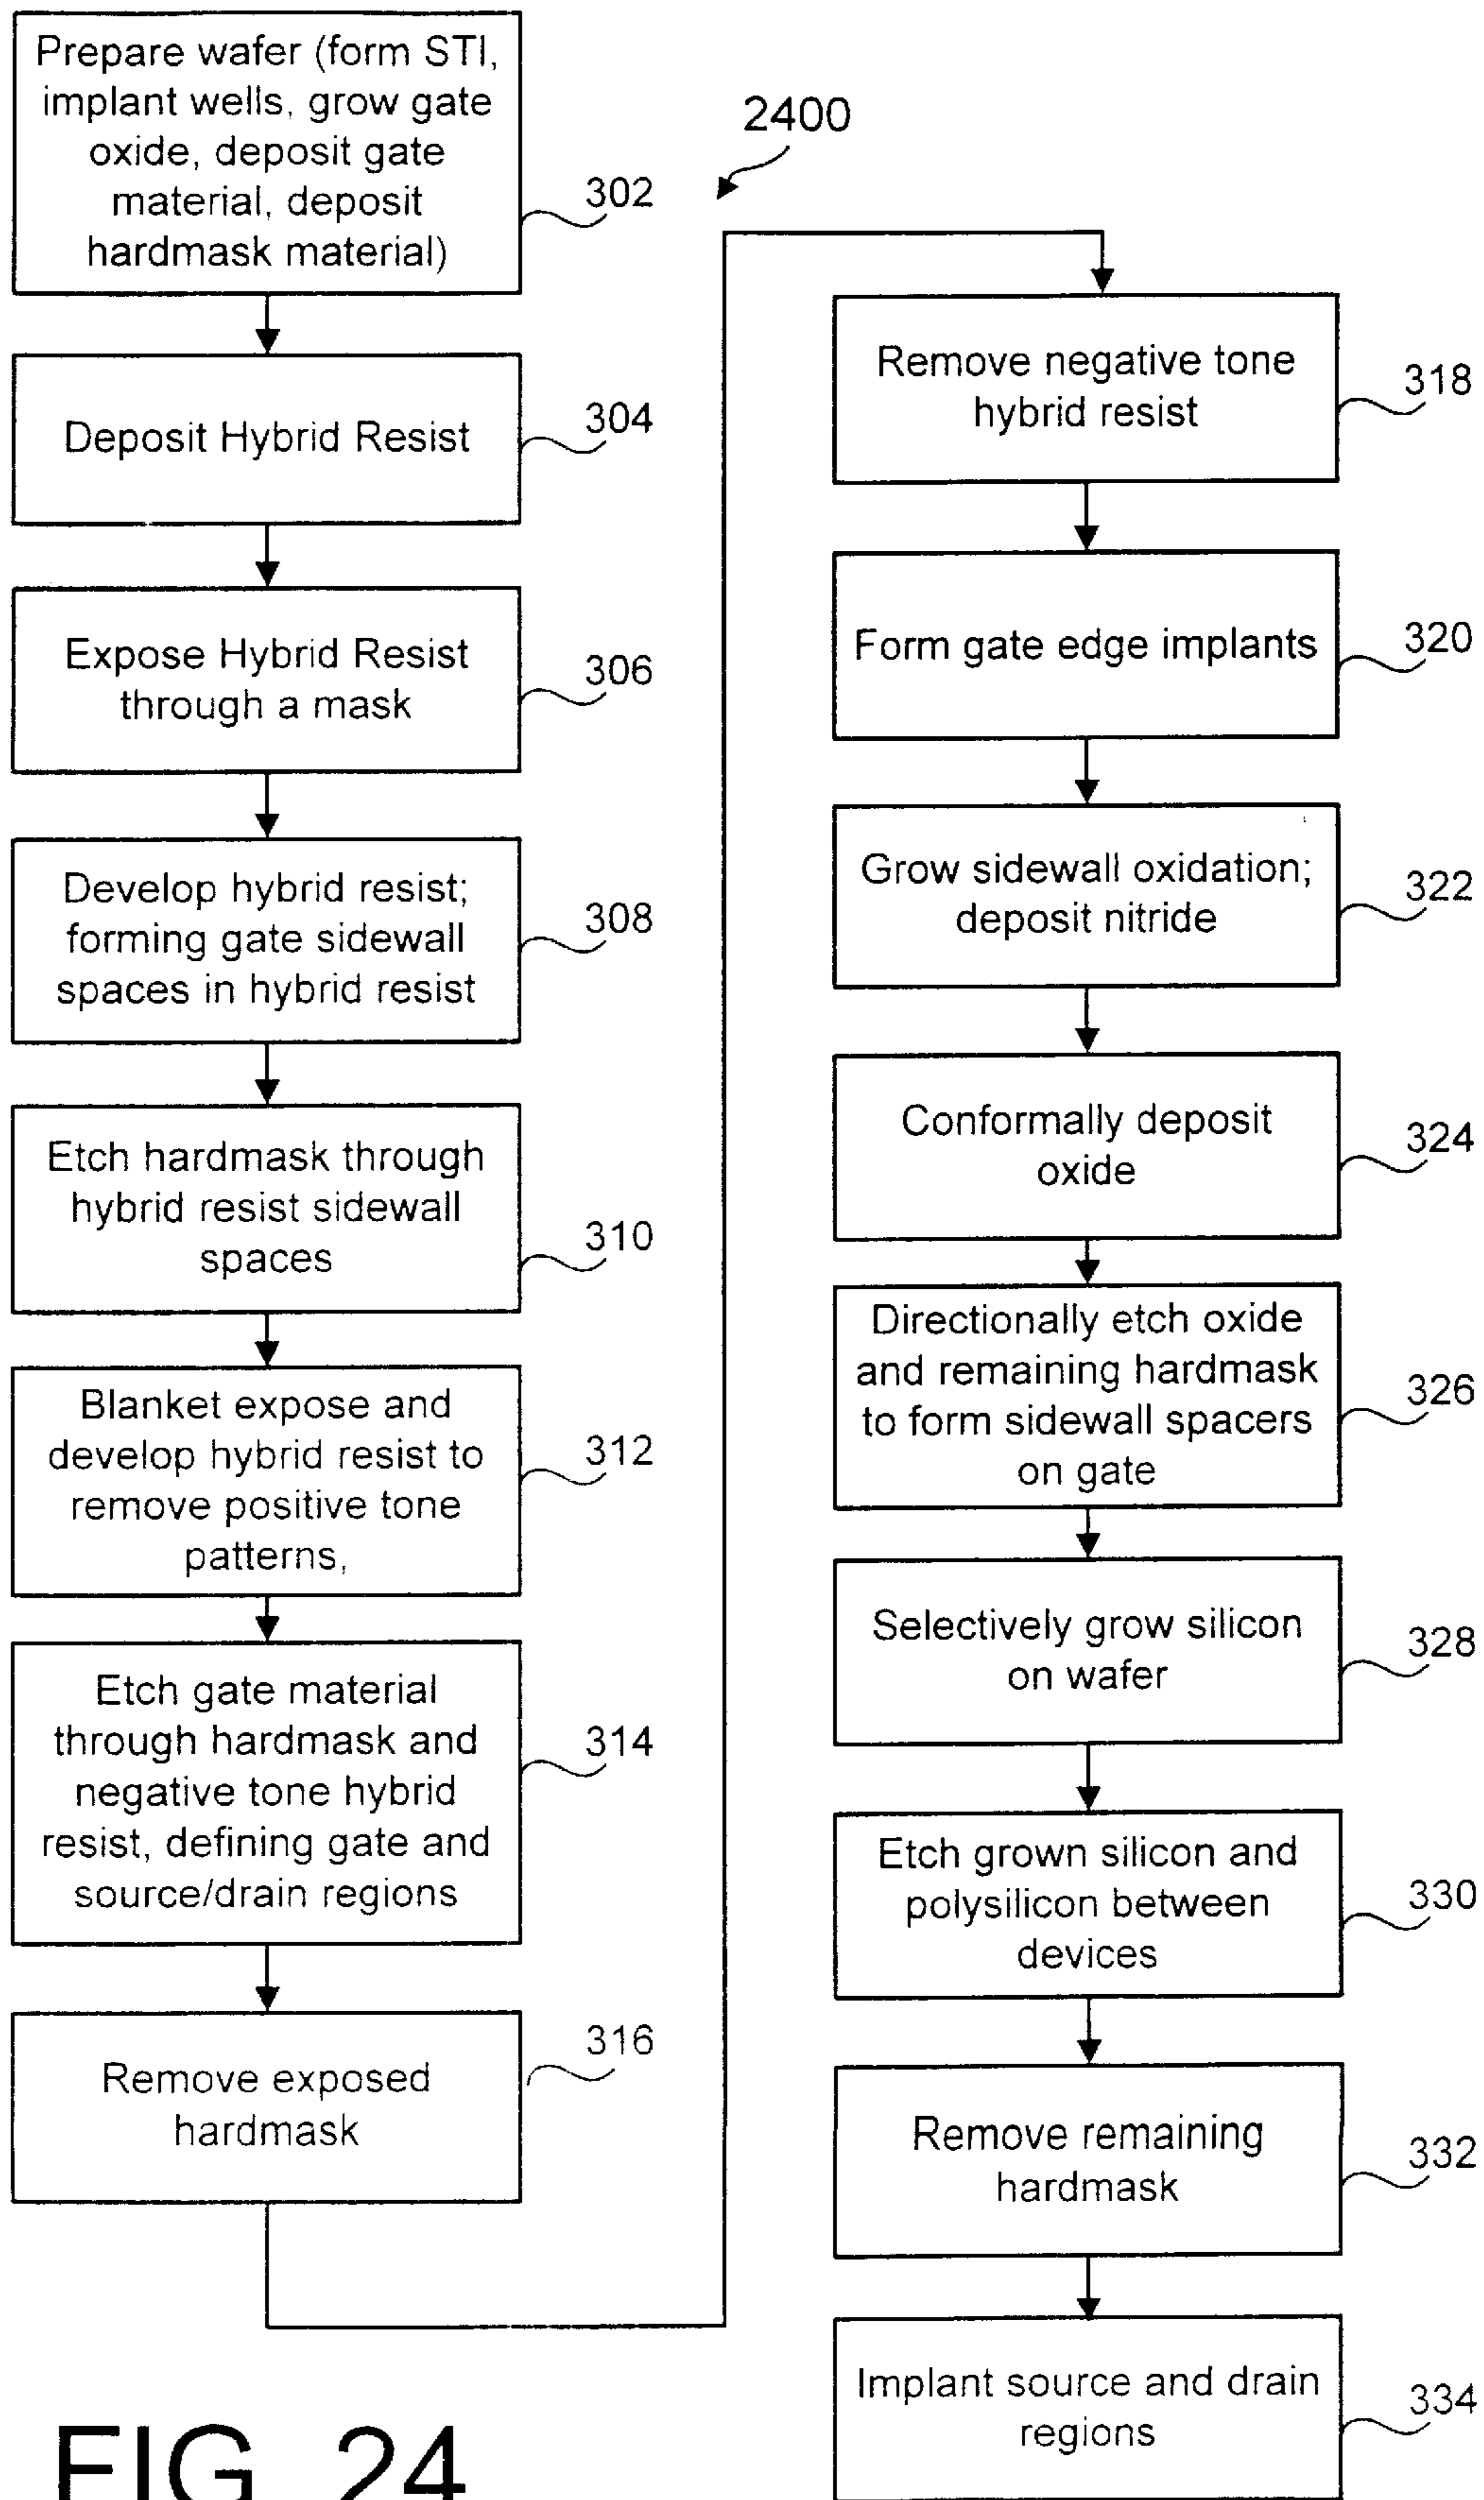 Prepare wafer (form STI,
implant wells, grow gate
oxide, deposit gate
material, deposit
hardmask material)
302
Deposit Hybrid Resist
304
Expose Hybrid Resist
through a mask
306
Develop hybrid resist;
forming gate sidewall
spaces in hybrid resist
308
Etch hardmask through
hybrid resist sidewall
spaces
310
Blanket expose and
develop hybrid resist to
remove positive tone
patterns,
312
Etch gate material
through hardmask and
negative tone hybrid
resist, defining gate and
source/drain regions
314
Remove exposed
hardmask
316
2400
Remove negative tone
hybrid resist
318
Form gate edge implants
320
Grow sidewall oxidation;
deposit nitride
322
Conformally deposit
oxide
324
Directionally etch oxide
and remaining hardmask
to form sidewall spacers
on gate
326
Selectively grow silicon
on wafer
328
Etch grown silicon and
polysilicon between
devices
330
Remove remaining
hardmask
332
Implant source and drain
regions
334
FIG. 24